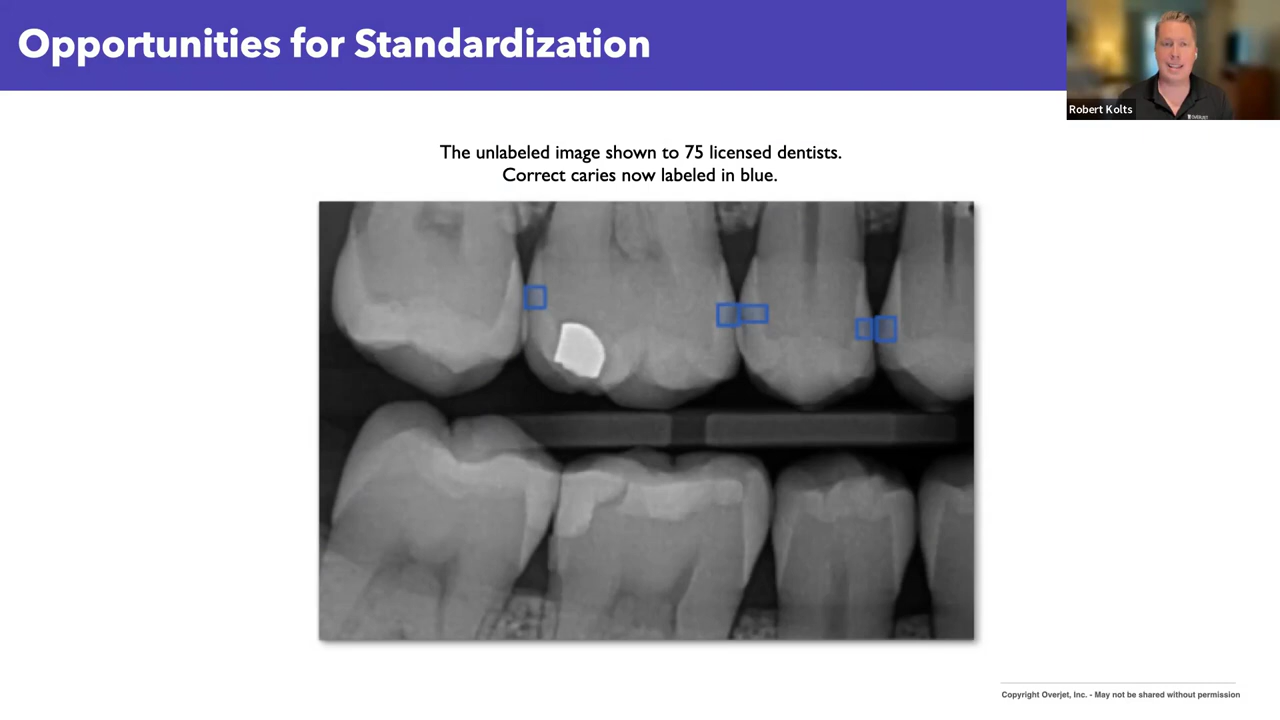 Opportunities for Standardization
Robert Kolts
The unlabeled image shown to 75 licensed dentists.
Correct caries now labeled in blue.
Copyright Overjet, Inc. - May not be shared without permission